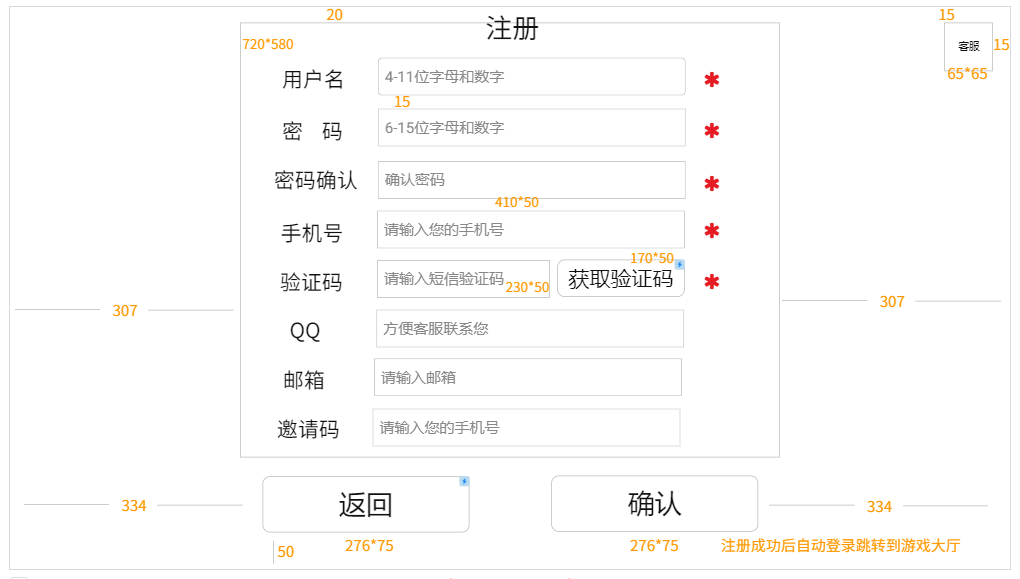 20
15
注册
720*580
客服
15
65*65
用户名
4-11位字母和数字
✱
15
密 码
6-15位字母和数字
✱
密码确认
确认密码
✱
410*50
手机号
请输入您的手机号
✱
170*50
验证码
请输入短信验证码
230*50
获取验证码
✱
307
307
QQ
方便客服联系您
邮箱
请输入邮箱
邀请码
请输入您的手机号
334
返回
确认
334
50
276*75
276*75
注册成功后自动登录跳转到游戏大厅